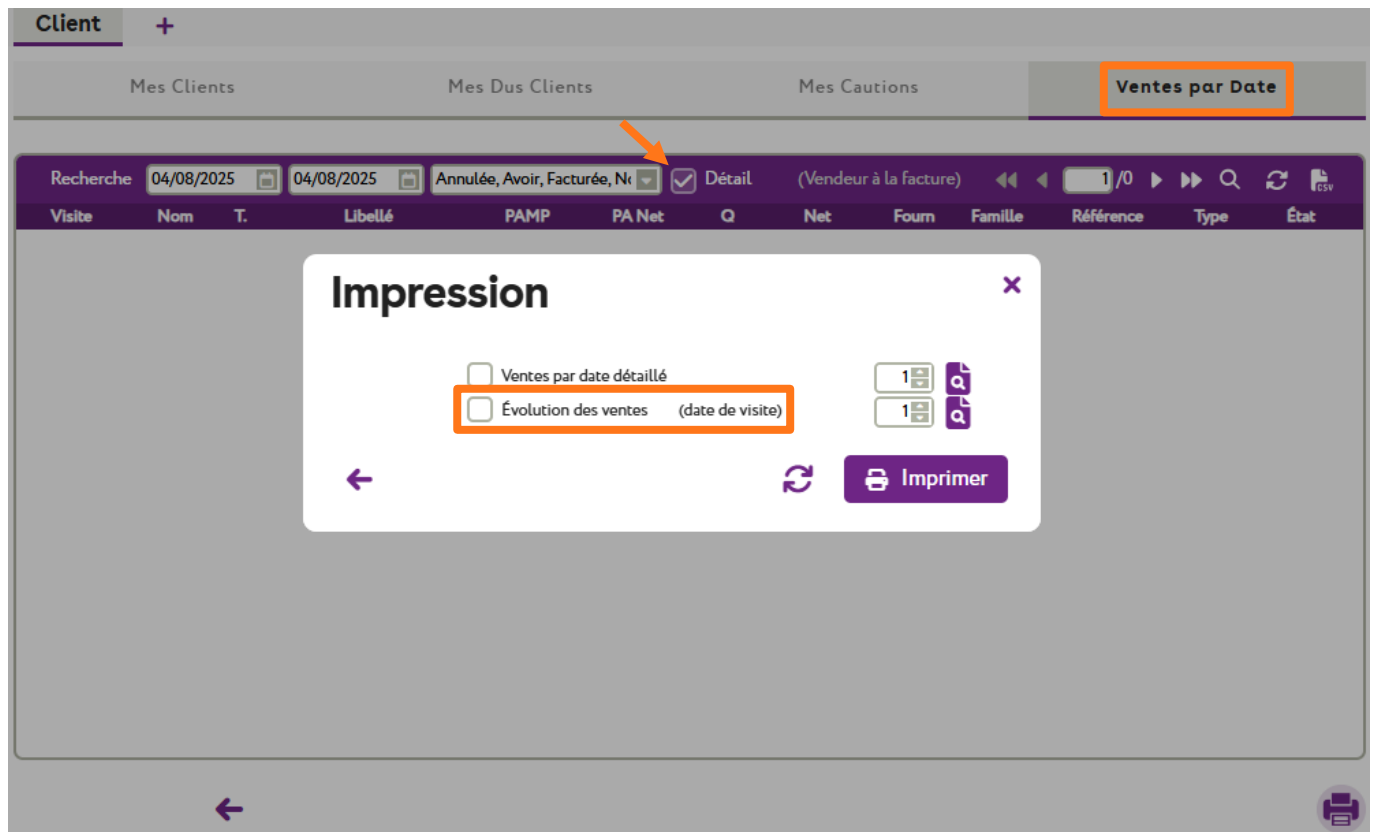 Client +
Mes Clients Mes Dus Clients Mes Cautions Ventes par Date
Recherche 04/08/2025 04/08/2025 Annulée, Avoir, Facturée, N Détail (Vendeur à la facture) 1 /0 CSV
Visite Nom T. Libellé PAMP PA Net Q Net Fourn Famille Référence Type État
Impression
Ventes par date détaillé 1
Évolution des ventes (date de visite) 1
Imprimer